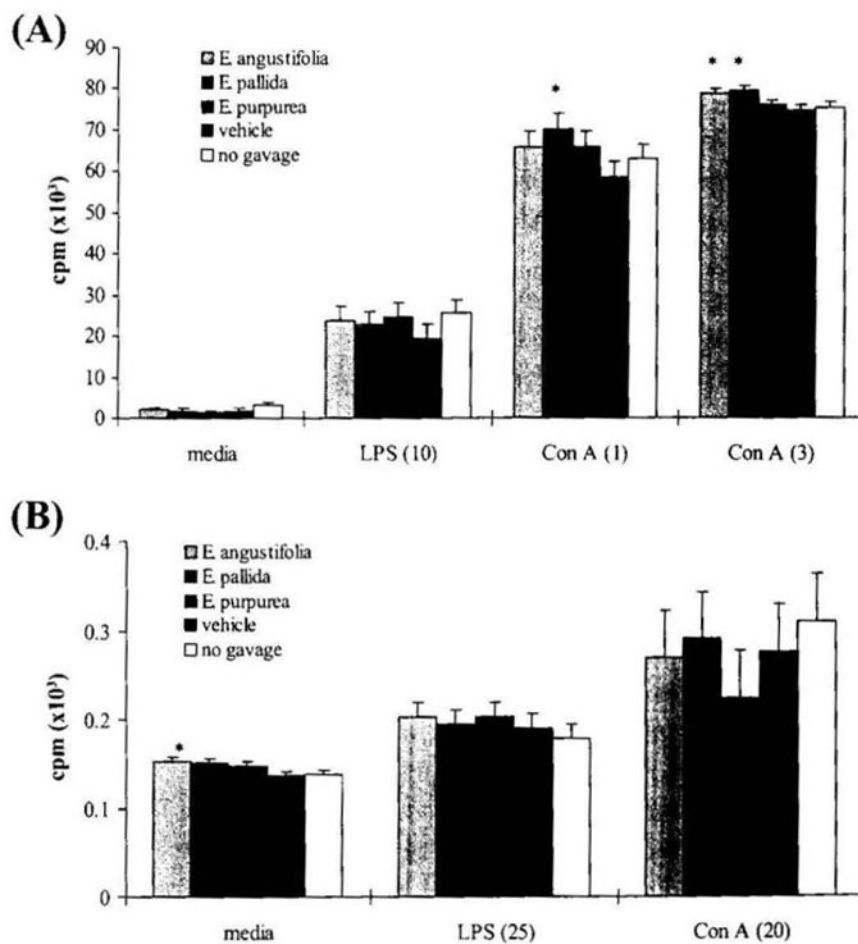 (A)
90
80
70
60
50
40
30
20
10
0
cpm (x10³)
E. angustifolia
E. pallida
E. purpurea
vehicle
no gavage
*
* *
media LPS (10) Con A (1) Con A (3)
(B)
0.4
0.3
0.2
0.1
0
cpm (x10³)
E. angustifolia
E. pallida
E. purpurea
vehicle
no gavage
*
media LPS (25) Con A (20)